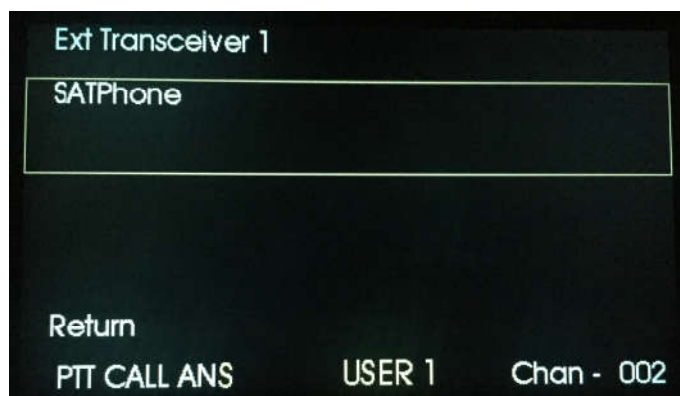 Ext Transceiver 1
SATPhone
Return
PTT CALL ANS USER 1 Chan - 002